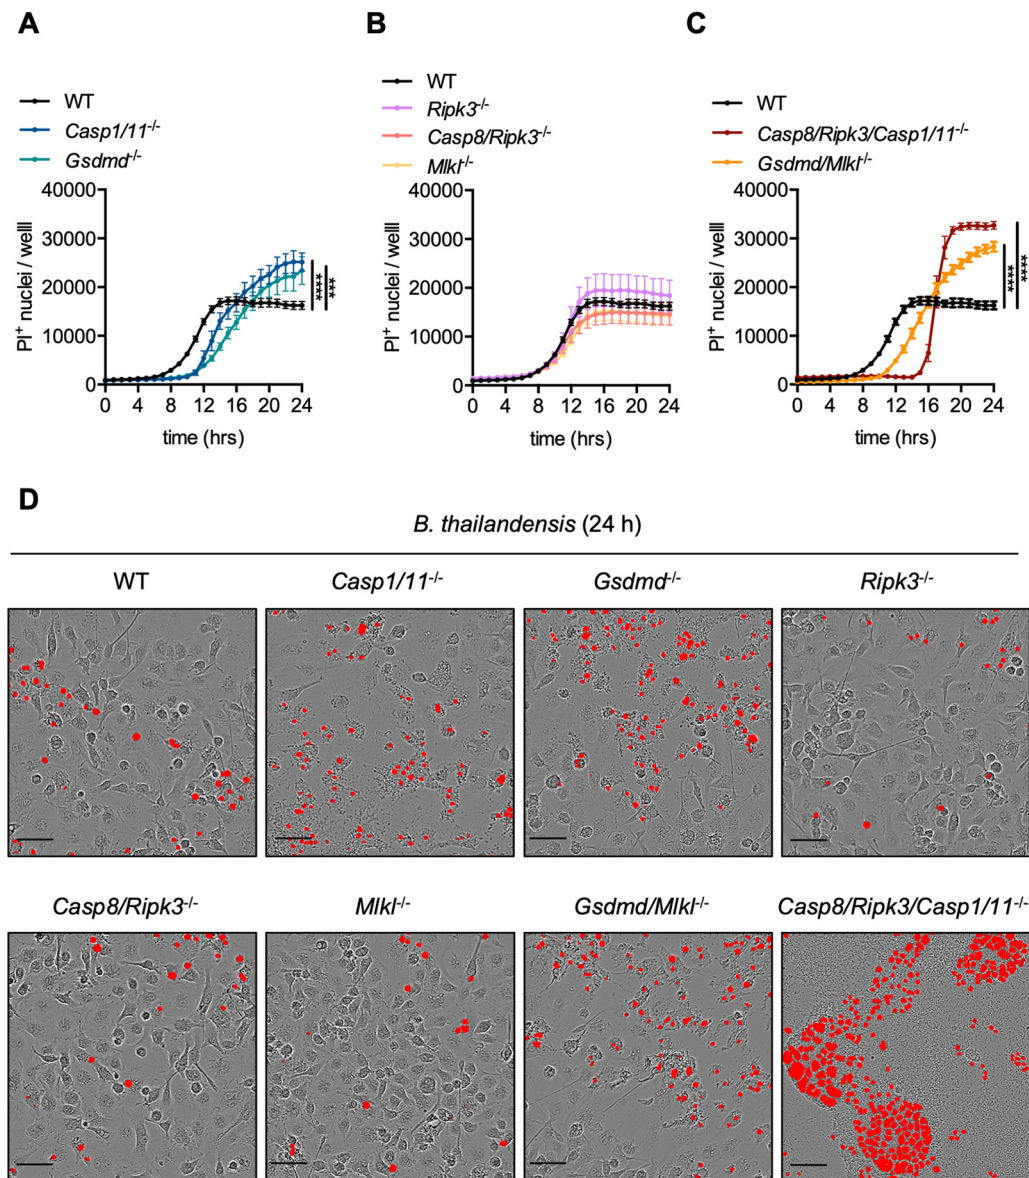 A
WT
Casp1/11-/-
Gsdmd-/-
40000
30000
20000
10000
0
PI+ nuclei / welll
0 4 8 12 16 20 24
time (hrs)
****
***
B
WT
Ripk3-/-
Casp8/Ripk3-/-
Mlkl-/-
40000
30000
20000
10000
0
PI+ nuclei / welll
0 4 8 12 16 20 24
time (hrs)
C
WT
Casp8/Ripk3/Casp1/11-/-
Gsdmd/Mlkl-/-
40000
30000
20000
10000
0
PI+ nuclei / welll
0 4 8 12 16 20 24
time (hrs)
****
****
D
B. thailandensis (24 h)
WT Casp1/11-/- Gsdmd-/- Ripk3-/-
Casp8/Ripk3-/- Mlkl-/- Gsdmd/Mlkl-/- Casp8/Ripk3/Casp1/11-/-